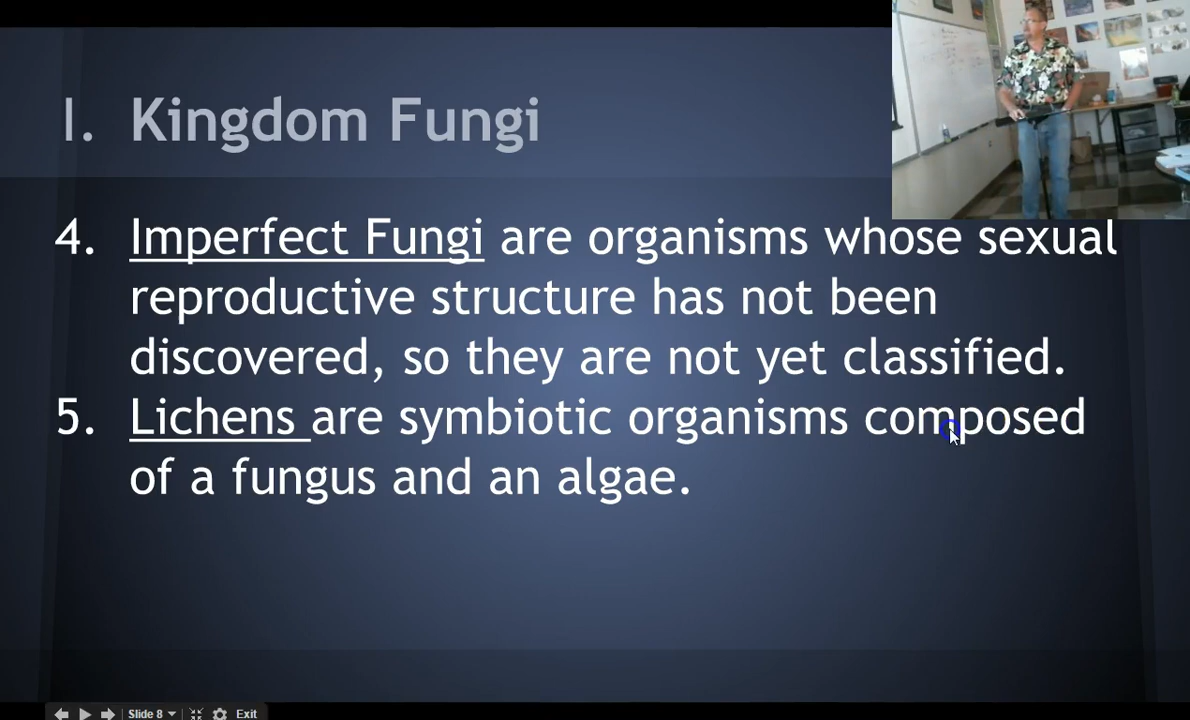 I. Kingdom Fungi
4. Imperfect Fungi are organisms whose sexual
reproductive structure has not been
discovered, so they are not yet classified.
5. Lichens are symbiotic organisms composed
of a fungus and an algae.
Slide 8
Exit